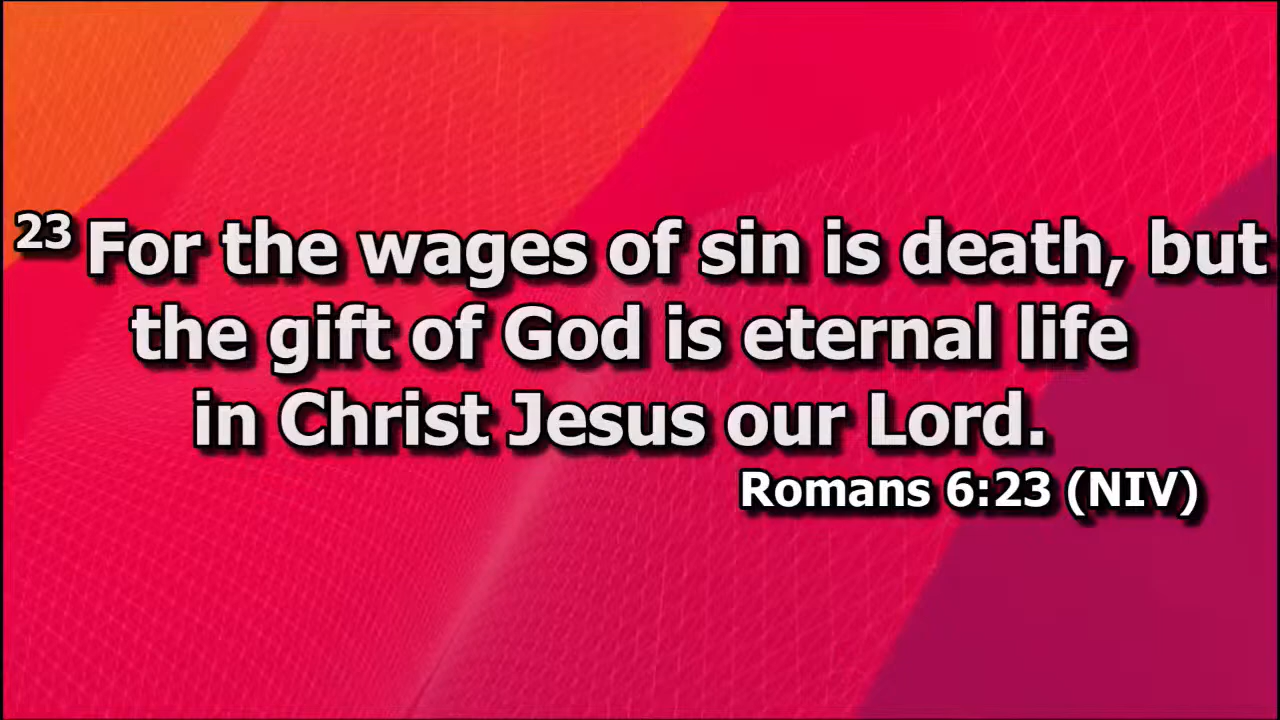 23 For the wages of sin is death, but
the gift of God is eternal life
in Christ Jesus our Lord.
Romans 6:23 (NIV)